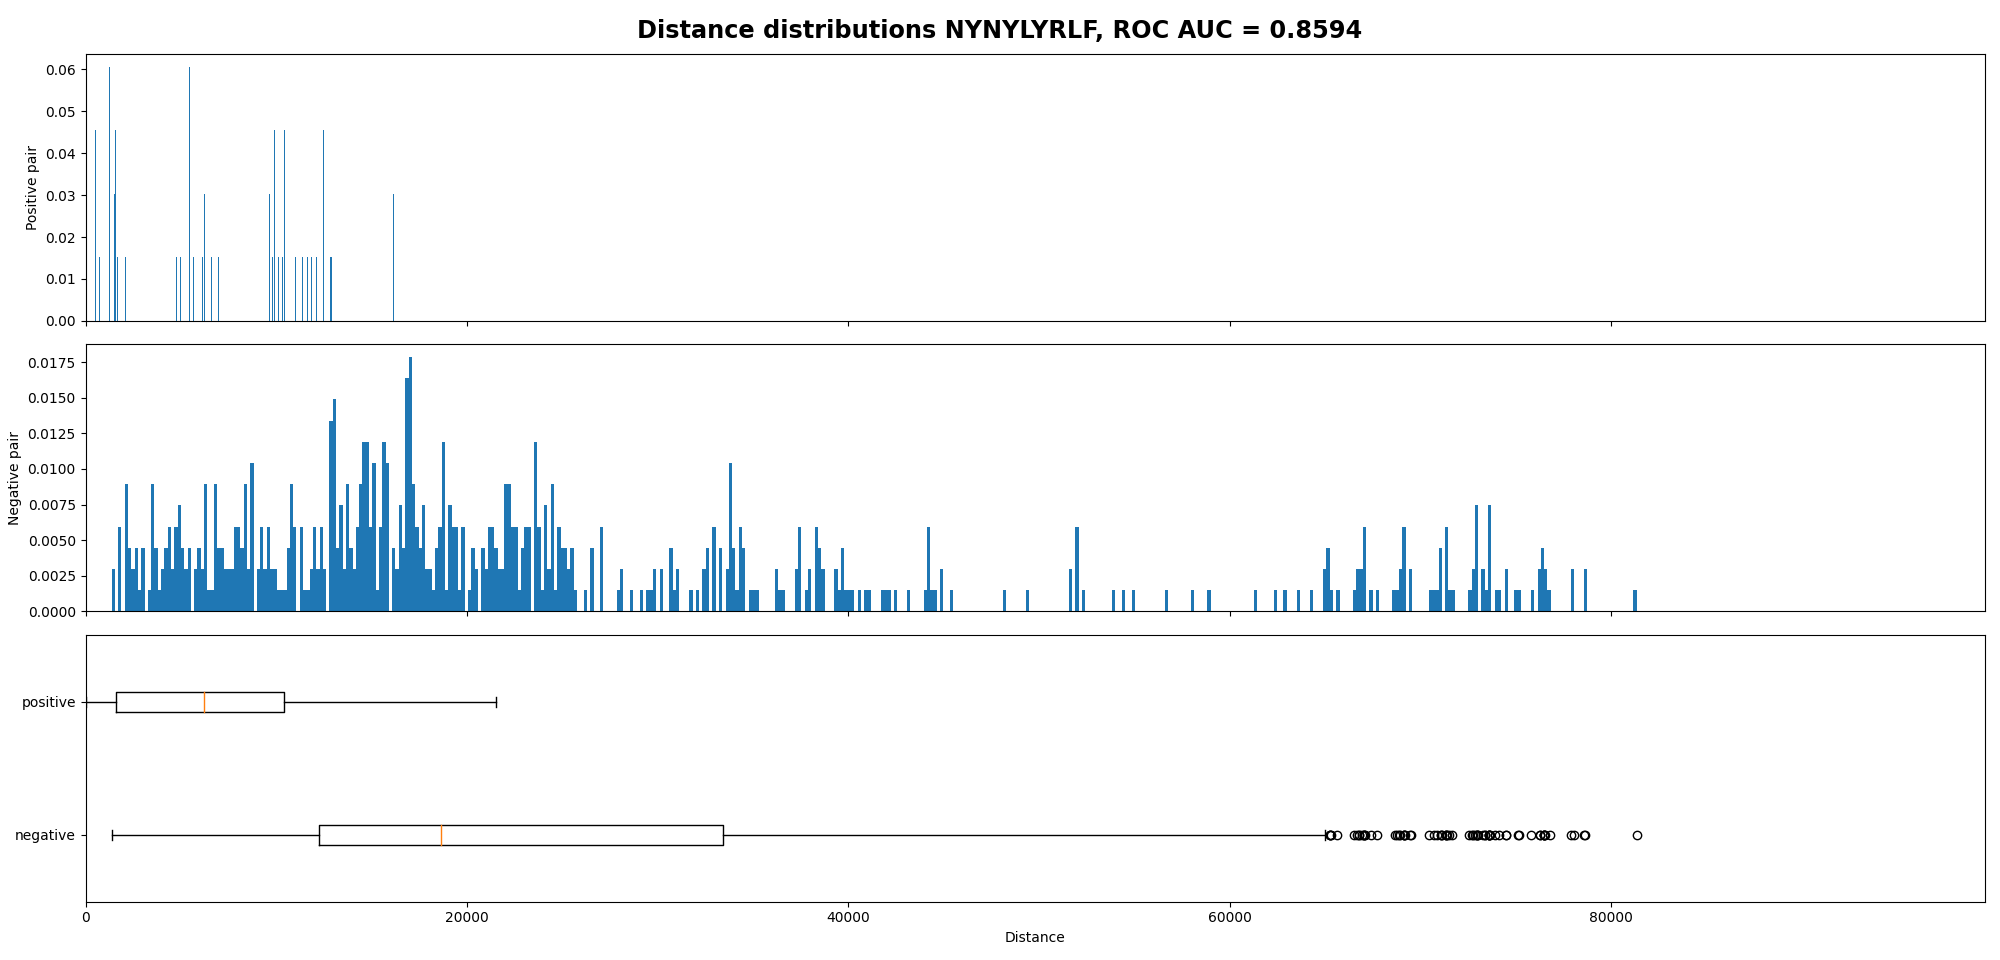 Distance distributions NYNYLYRLF, ROC AUC = 0.8594
0.06
0.05
0.04
0.03
0.02
0.01
0.00
Positive pair
0.0175
0.0150
0.0125
0.0100
0.0075
0.0050
0.0025
0.0000
Negative pair
positive
negative
0 20000 40000 60000 80000
Distance